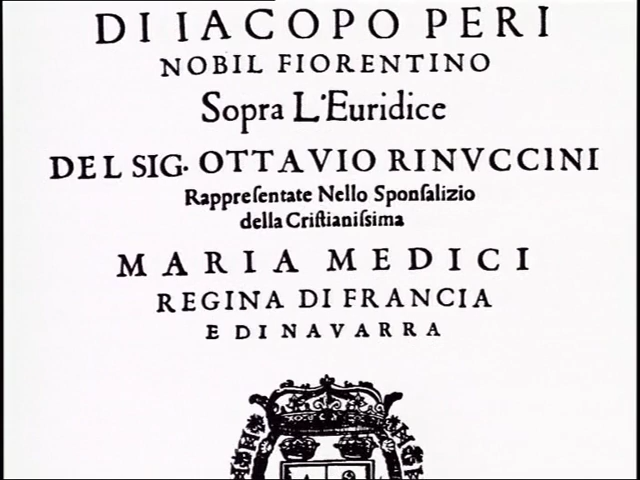 DI IACOPO PERI
NOBIL FIORENTINO
Sopra L'Euridice
DEL SIG. OTTAVIO RINVCCINI
Rappreſentate Nello Sponſalizio
della Criſtianiſsima
MARIA MEDICI
REGINA DI FRANCIA
E DI NAVARRA